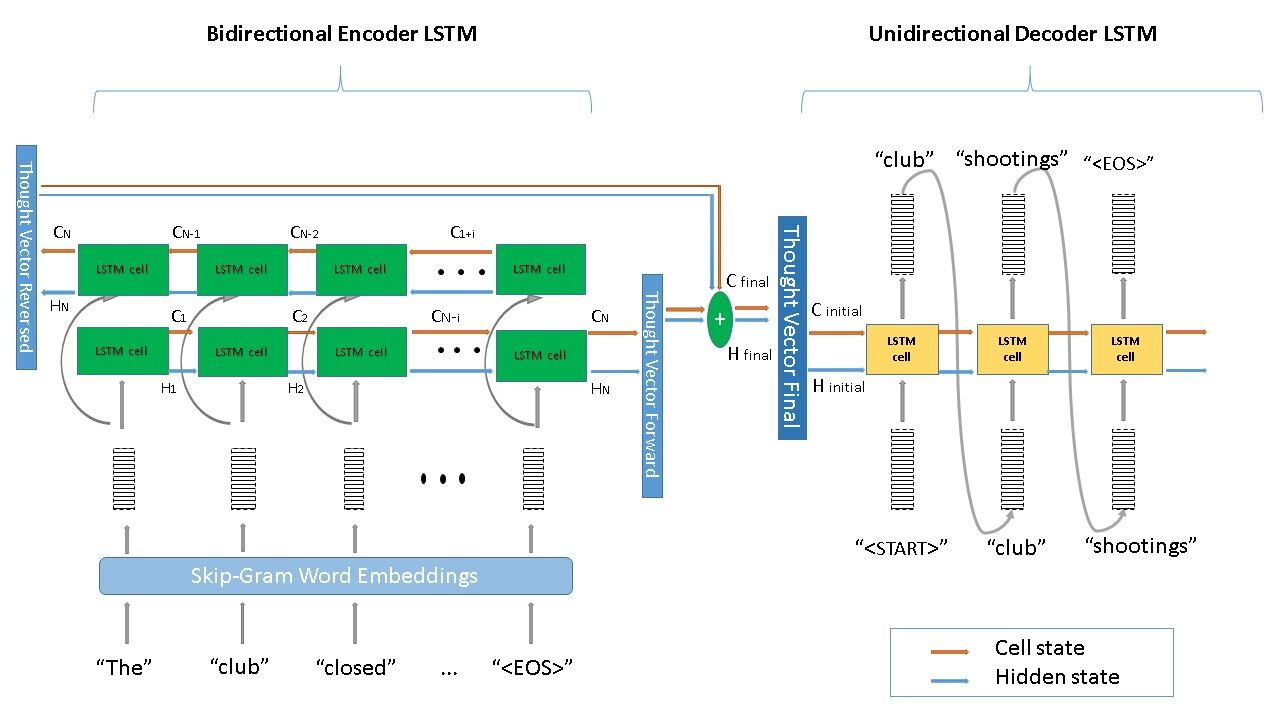 Bidirectional Encoder LSTM
Unidirectional Decoder LSTM
Thought Vector Reversed
CN
CN-1
CN-2
C1+i
LSTM cell
LSTM cell
LSTM cell
• • •
LSTM cell
HN
C1
C2
CN-i
CN
LSTM cell
LSTM cell
LSTM cell
• • •
LSTM cell
H1
H2
HN
Thought Vector Forward
C final
+
H final
Thought Vector Final
C initial
H initial
“club”
“shootings”
“<EOS>”
LSTM
cell
LSTM
cell
LSTM
cell
“<START>”
“club”
“shootings”
• • •
Skip-Gram Word Embeddings
“The”
“club”
“closed”
...
“<EOS>”
Cell state
Hidden state